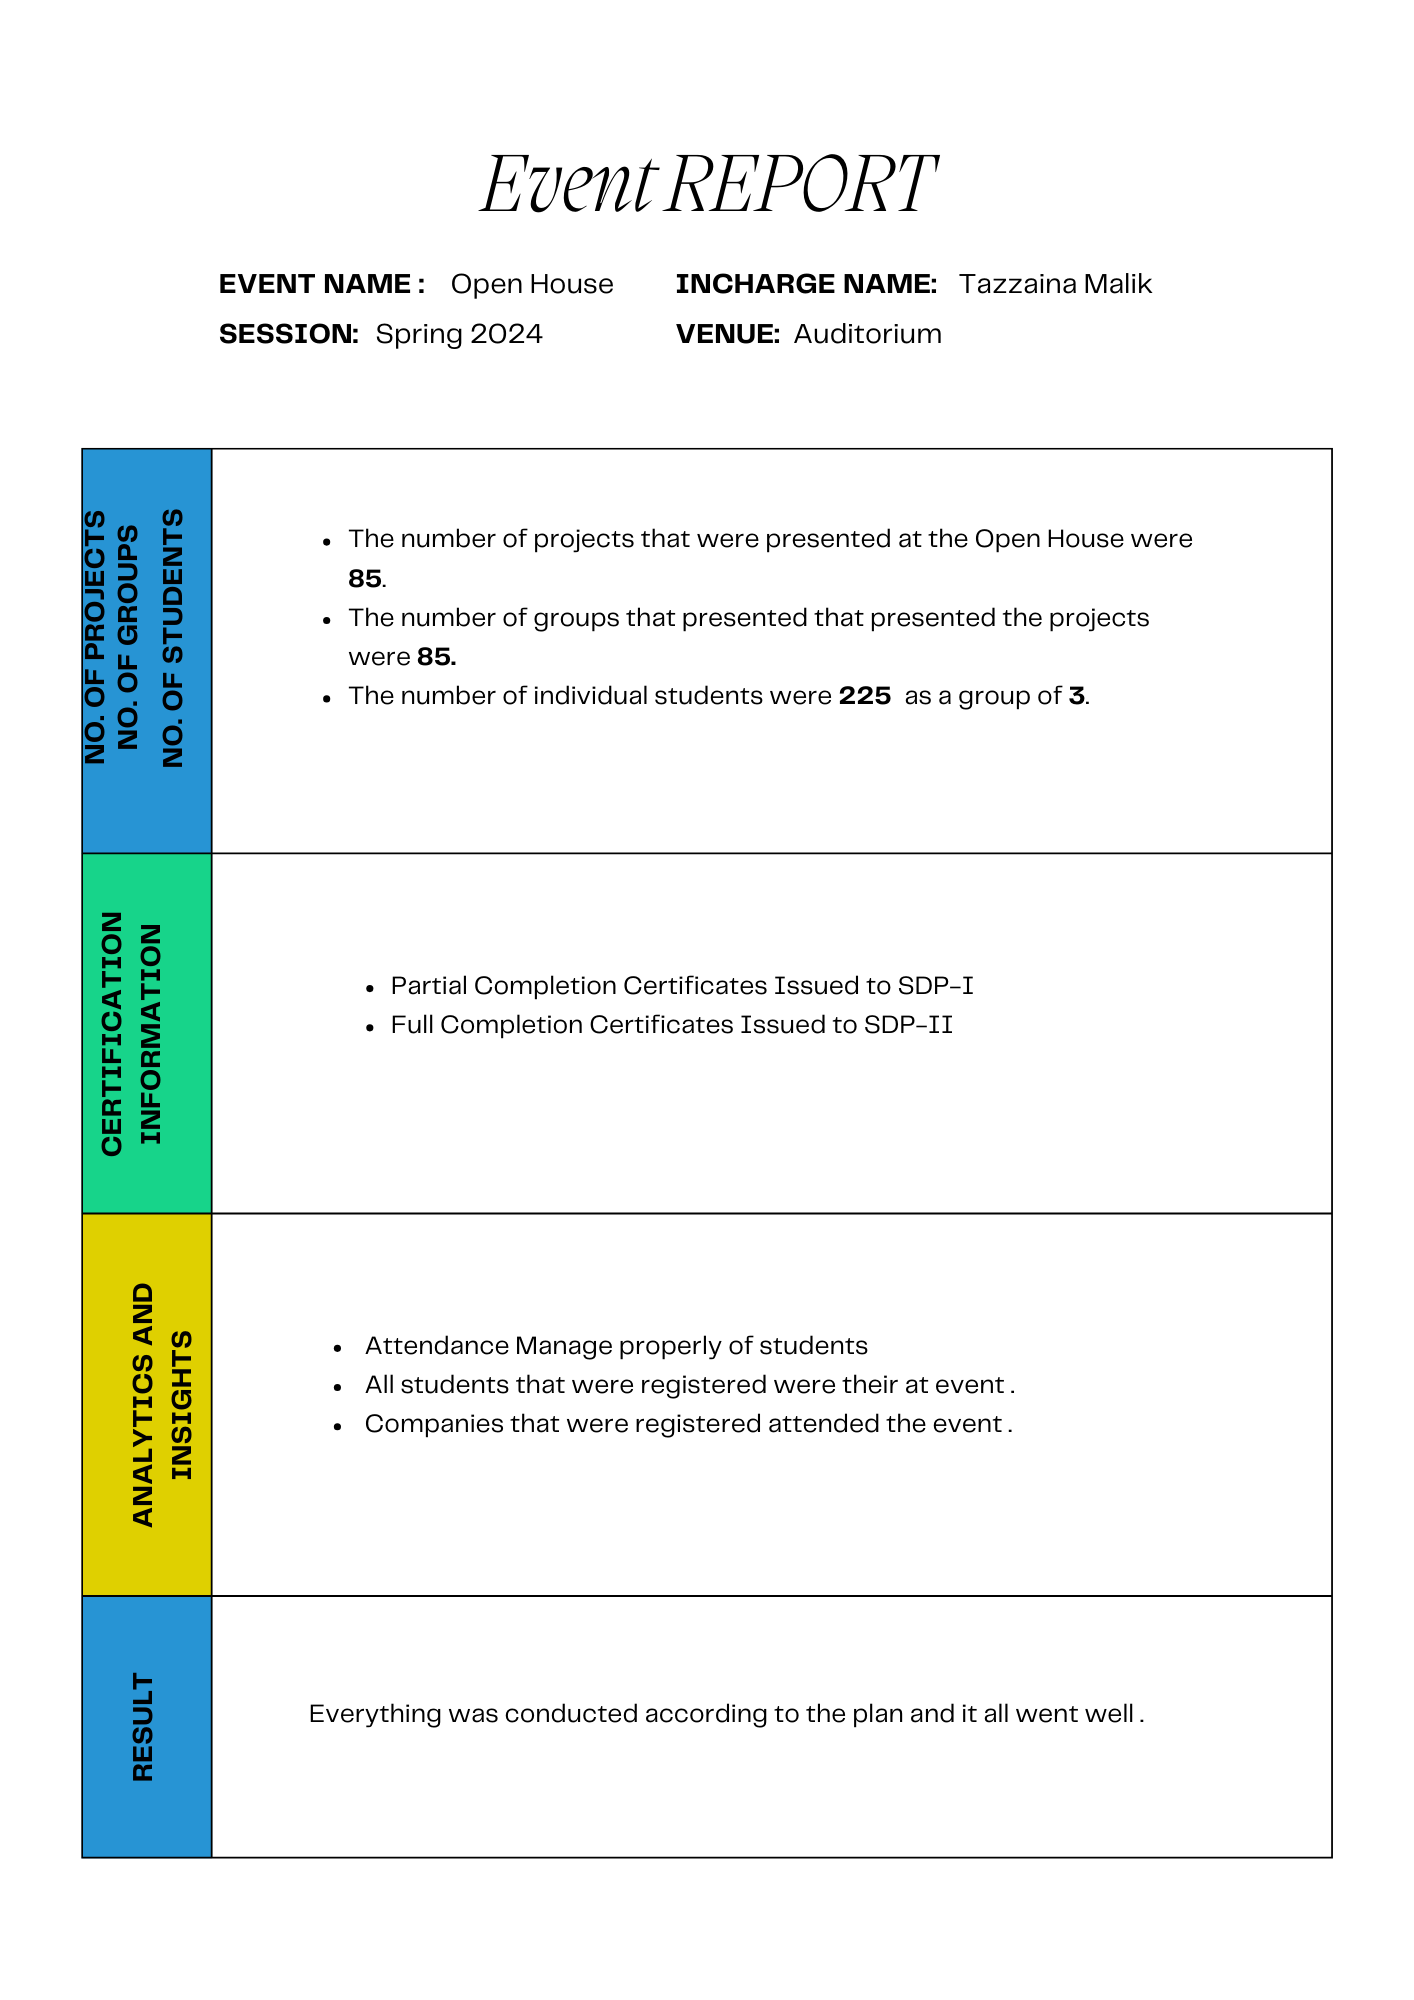 Event REPORT
EVENT NAME : Open House INCHARGE NAME: Tazzaina Malik
SESSION: Spring 2024 VENUE: Auditorium
NO. OF PROJECTS
NO. OF GROUPS
NO. OF STUDENTS
• The number of projects that were presented at the Open House were
85.
• The number of groups that presented that presented the projects
were 85.
• The number of individual students were 225 as a group of 3.
CERTIFICATION
INFORMATION
• Partial Completion Certificates Issued to SDP-I
• Full Completion Certificates Issued to SDP-II
ANALYTICS AND
INSIGHTS
• Attendance Manage properly of students
• All students that were registered were their at event .
• Companies that were registered attended the event .
RESULT
Everything was conducted according to the plan and it all went well .